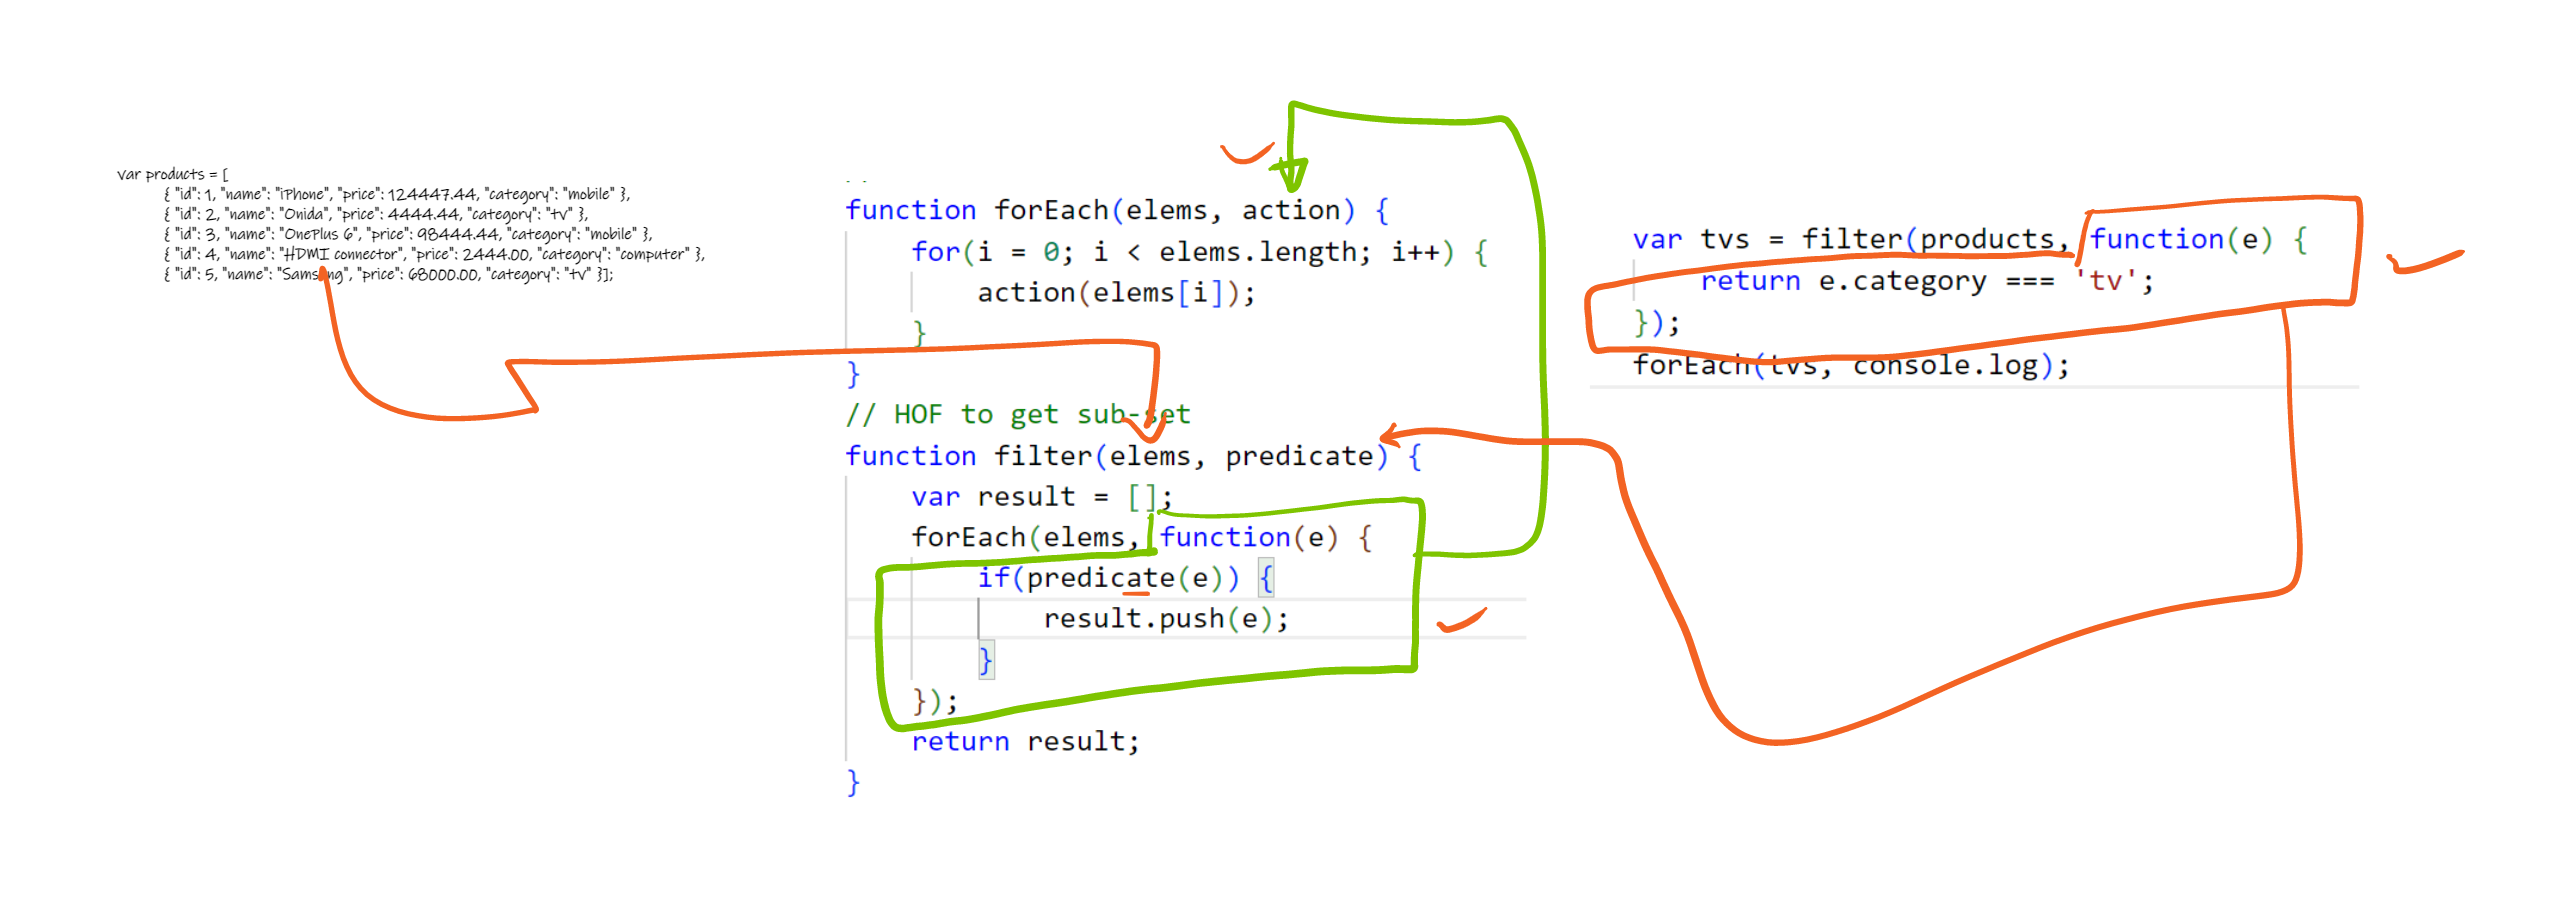 var products = [
{ "id": 1, "name": "iPhone", "price": 124447.44, "category": "mobile" },
{ "id": 2, "name": "Onida", "price": 4444.44, "category": "tv" },
{ "id": 3, "name": "OnePlus 6", "price": 98444.44, "category": "mobile" },
{ "id": 4, "name": "HDMI connector", "price": 2444.00, "category": "computer" },
{ "id": 5, "name": "Samsung", "price": 68000.00, "category": "tv" }];
function forEach(elems, action) {
for(i = 0; i < elems.length; i++) {
action(elems[i]);
}
}
// HOF to get sub-set
function filter(elems, predicate) {
var result = [];
forEach(elems, function(e) {
if(predicate(e)) {
result.push(e);
}
});
return result;
}
var tvs = filter(products, function(e) {
return e.category === 'tv';
});
forEach(tvs, console.log);